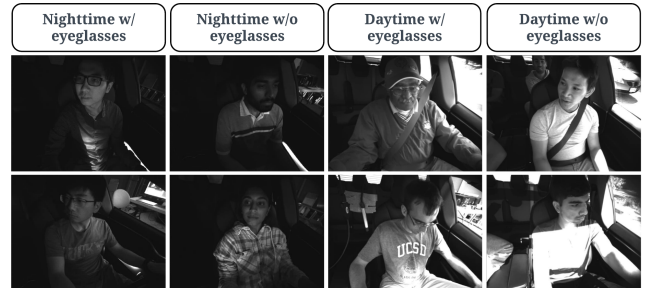 Nighttime w/
eyeglasses
Nighttime w/o
eyeglasses
Daytime w/
eyeglasses
Daytime w/o
eyeglasses
UCSD